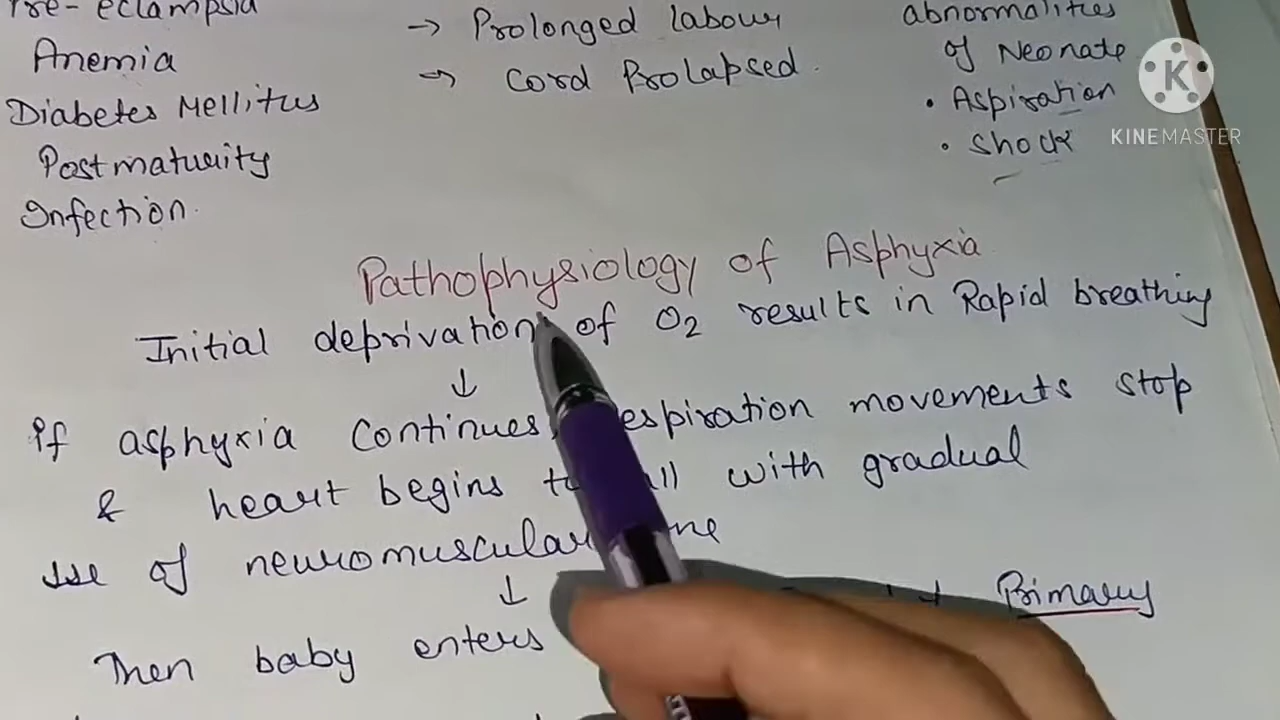 Pre-eclampsia
Anemia
Diabetes Mellitus
Postmaturity
Infection.
→ Prolonged labour
→ Cord Prolapsed.
abnormalities
of Neonate
• Aspiration
• Shock
KINEMASTER
Pathophysiology of Asphyxia
Initial deprivation of O2 results in Rapid breathing
↓
if asphyxia continues, respiration movements stop
& heart begins to with gradual
of neuromuscular
↓
Then baby enters Primary